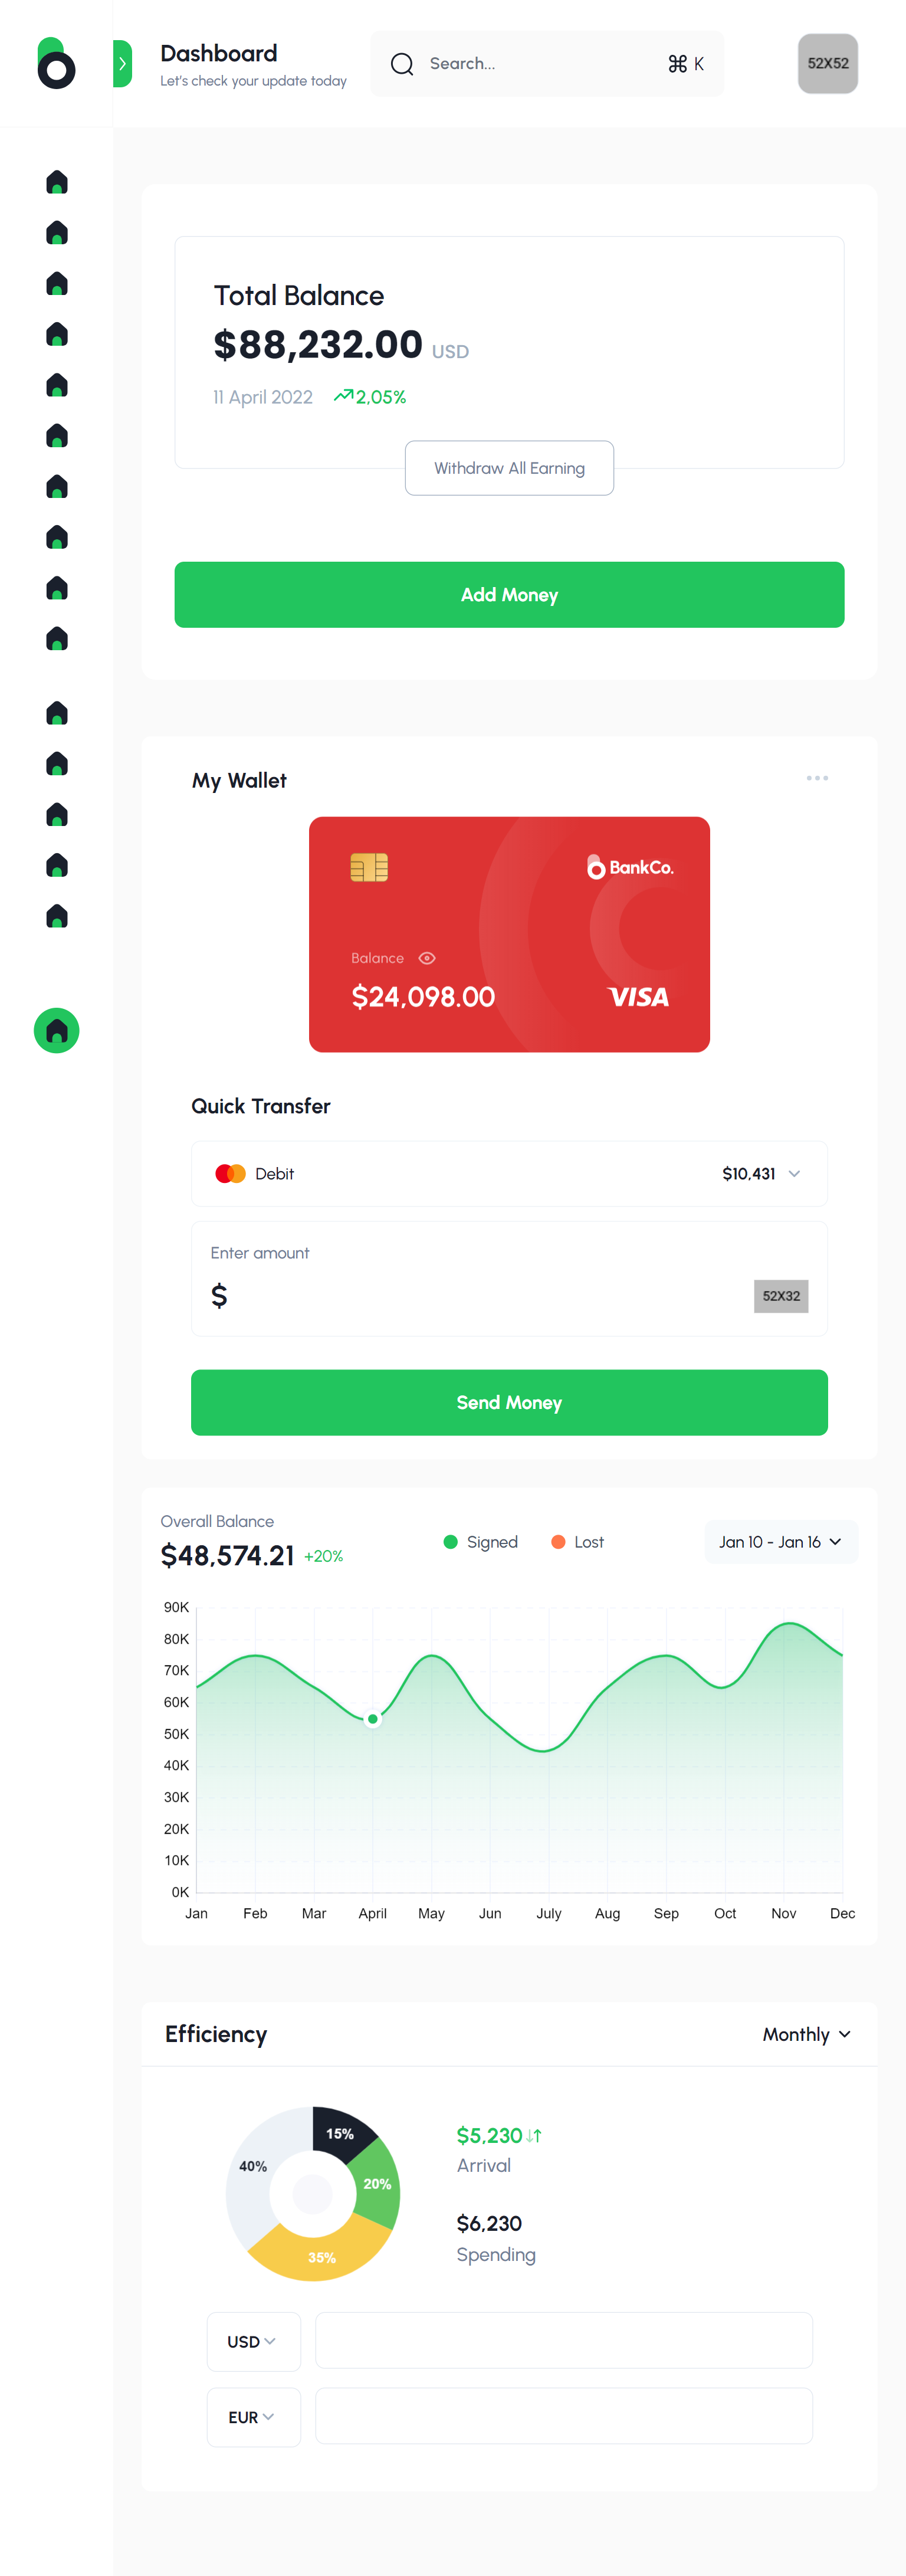 Dashboard
Let's check your update today
Search...
⌘ K
52X52
Total Balance
$88,232.00 USD
11 April 2022 2,05%
Withdraw All Earning
Add Money
My Wallet
BankCo.
Balance
$24,098.00
VISA
Quick Transfer
Debit $10,431
Enter amount
$
52X32
Send Money
Overall Balance
$48,574.21 +20%
Signed Lost
Jan 10 - Jan 16
90K
80K
70K
60K
50K
40K
30K
20K
10K
0K
Jan Feb Mar April May Jun July Aug Sep Oct Nov Dec
Efficiency
Monthly
15%
40%
20%
35%
$5,230
Arrival
$6,230
Spending
USD
EUR